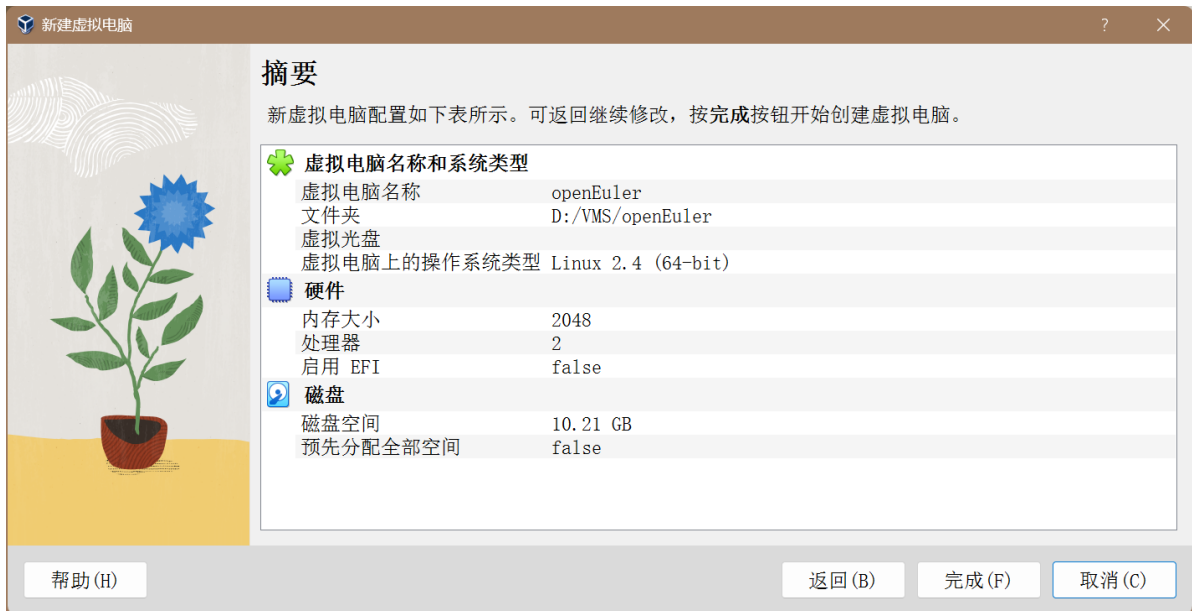 新建虚拟电脑
?
摘要
新虚拟电脑配置如下表所示。可返回继续修改，按完成按钮开始创建虚拟电脑。
虚拟电脑名称和系统类型
虚拟电脑名称 openEuler
文件夹 D:/VMS/openEuler
虚拟光盘
虚拟电脑上的操作系统类型 Linux 2.4 (64-bit)
硬件
内存大小 2048
处理器 2
启用 EFI false
磁盘
磁盘空间 10.21 GB
预先分配全部空间 false
帮助(H) 返回(B) 完成(F) 取消(C)